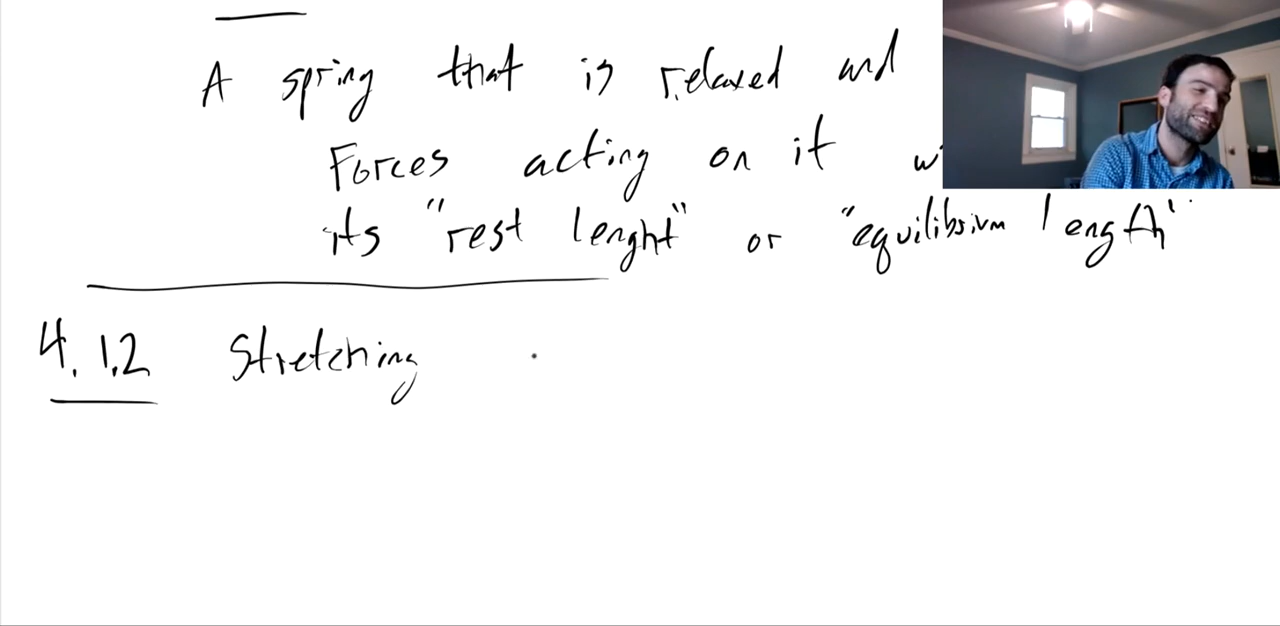 A spring that is relaxed and
Forces acting on it
its "rest lenght" or "equilibrium length"
4.1.2 Stretching